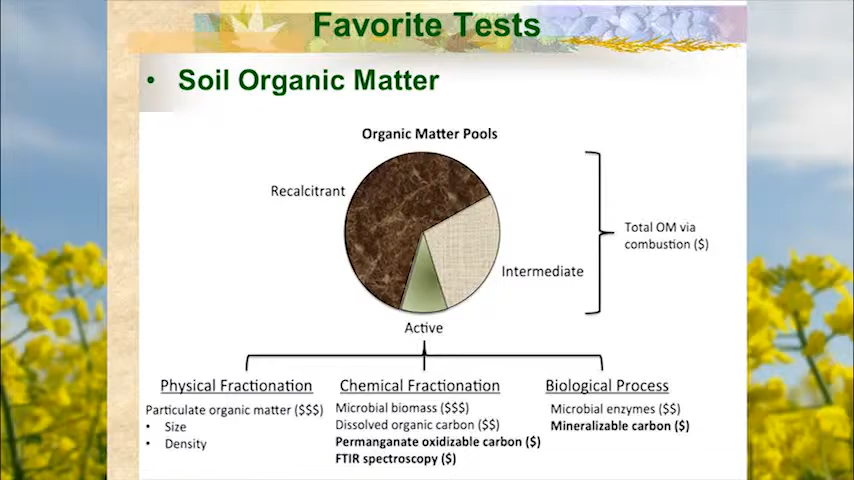 Favorite Tests
• Soil Organic Matter
Organic Matter Pools
Recalcitrant
Intermediate
Active
Total OM via
combustion ($)
Physical Fractionation
Particulate organic matter ($$$)
• Size
• Density
Chemical Fractionation
Microbial biomass ($$$)
Dissolved organic carbon ($$)
Permanganate oxidizable carbon ($)
FTIR spectroscopy ($)
Biological Process
Microbial enzymes ($$)
Mineralizable carbon ($)